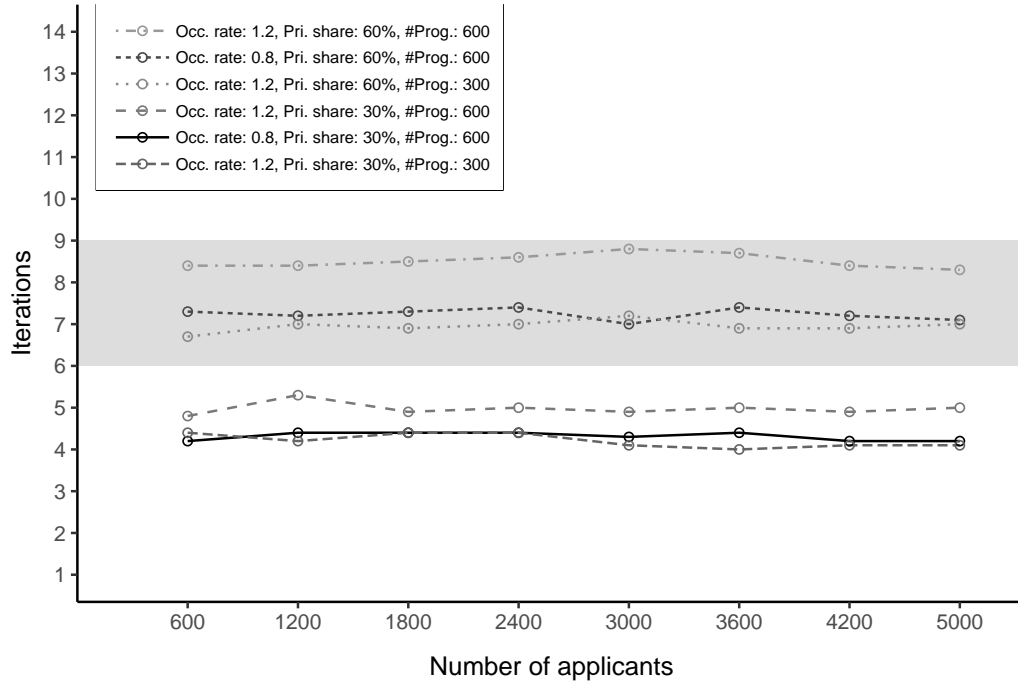 14
13
12
11
10
9
8
7
6
5
4
3
2
1
Iterations
Occ. rate: 1.2, Pri. share: 60%, #Prog.: 600
Occ. rate: 0.8, Pri. share: 60%, #Prog.: 600
Occ. rate: 1.2, Pri. share: 60%, #Prog.: 300
Occ. rate: 1.2, Pri. share: 30%, #Prog.: 600
Occ. rate: 0.8, Pri. share: 30%, #Prog.: 600
Occ. rate: 1.2, Pri. share: 30%, #Prog.: 300
600 1200 1800 2400 3000 3600 4200 5000
Number of applicants